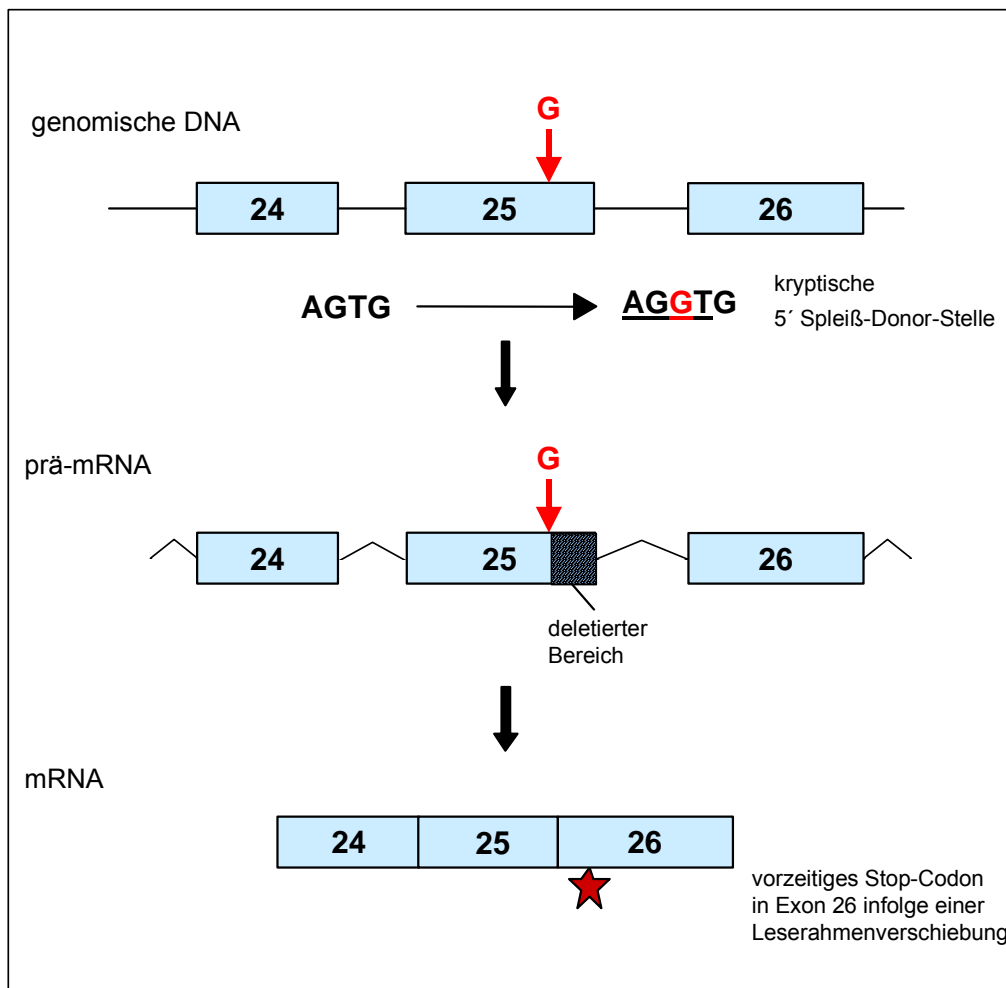 G
genomische DNA
24 25 26
AGTG AGGTG kryptische
5´ Spleiß-Donor-Stelle
G
prä-mRNA
24 25 26
deletierter
Bereich
mRNA
24 25 26
vorzeitiges Stop-Codon
in Exon 26 infolge einer
Leserahmenverschiebung